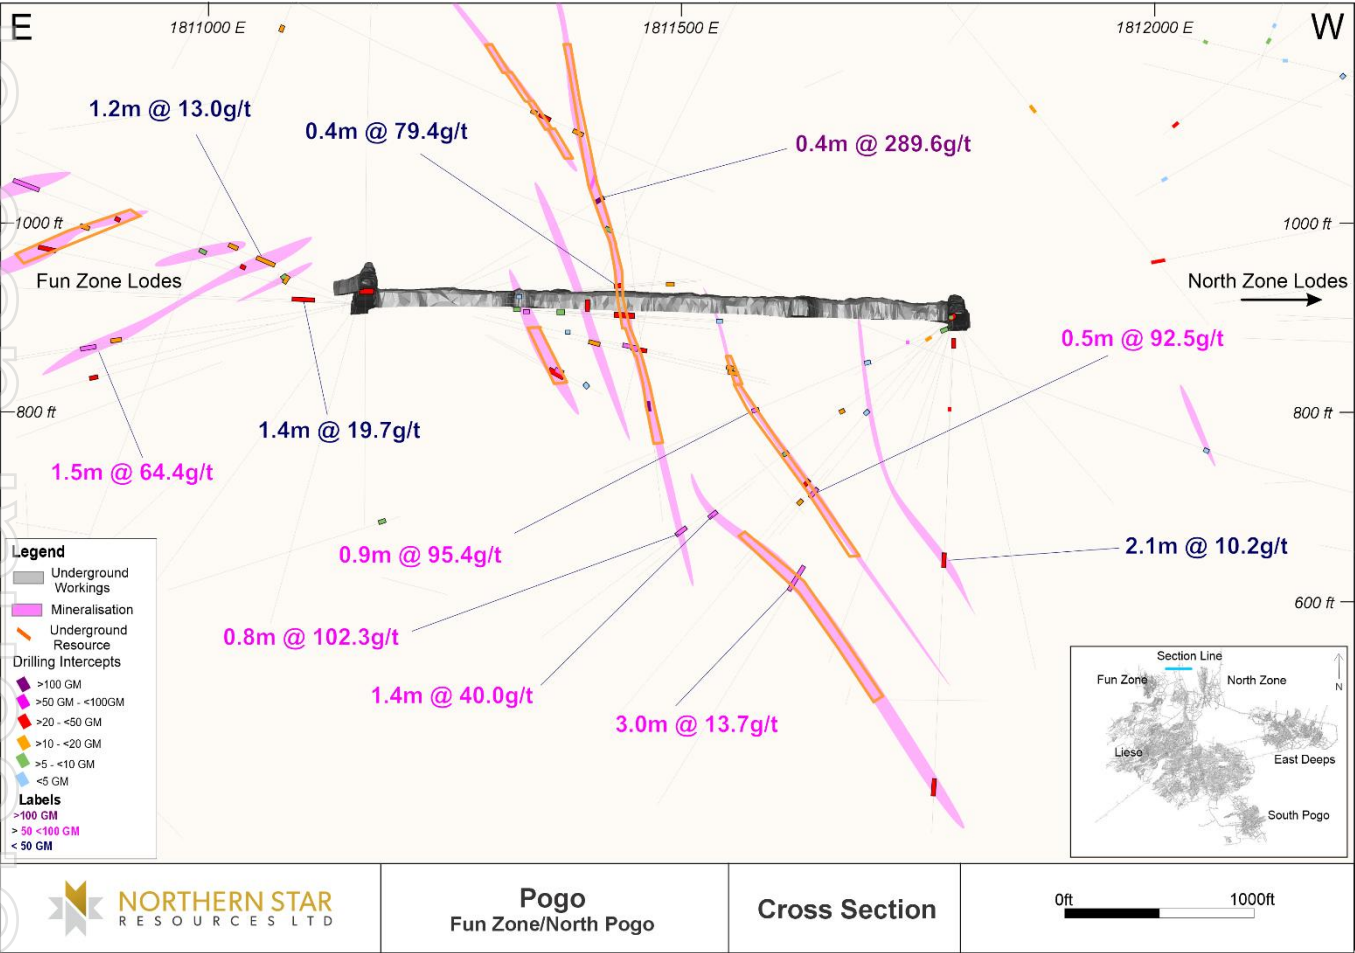 E
1811000 E
1811500 E
1812000 E
W
1.2m @ 13.0g/t
0.4m @ 79.4g/t
0.4m @ 289.6g/t
1000 ft
1000 ft
Fun Zone Lodes
North Zone Lodes
0.5m @ 92.5g/t
800 ft
800 ft
1.4m @ 19.7g/t
1.5m @ 64.4g/t
0.9m @ 95.4g/t
2.1m @ 10.2g/t
600 ft
0.8m @ 102.3g/t
1.4m @ 40.0g/t
3.0m @ 13.7g/t
Legend
Underground
Workings
Mineralisation
Underground
Resource
Drilling Intercepts
>100 GM
>50 GM - <100GM
>20 - <50 GM
>10 - <20 GM
>5 - <10 GM
<5 GM
Labels
>100 GM
> 50 <100 GM
< 50 GM
Section Line
Fun Zone
North Zone
N
Liese
East Deeps
South Pogo
NORTHERN STAR
RESOURCES LTD
Pogo
Fun Zone/North Pogo
Cross Section
0ft
1000ft